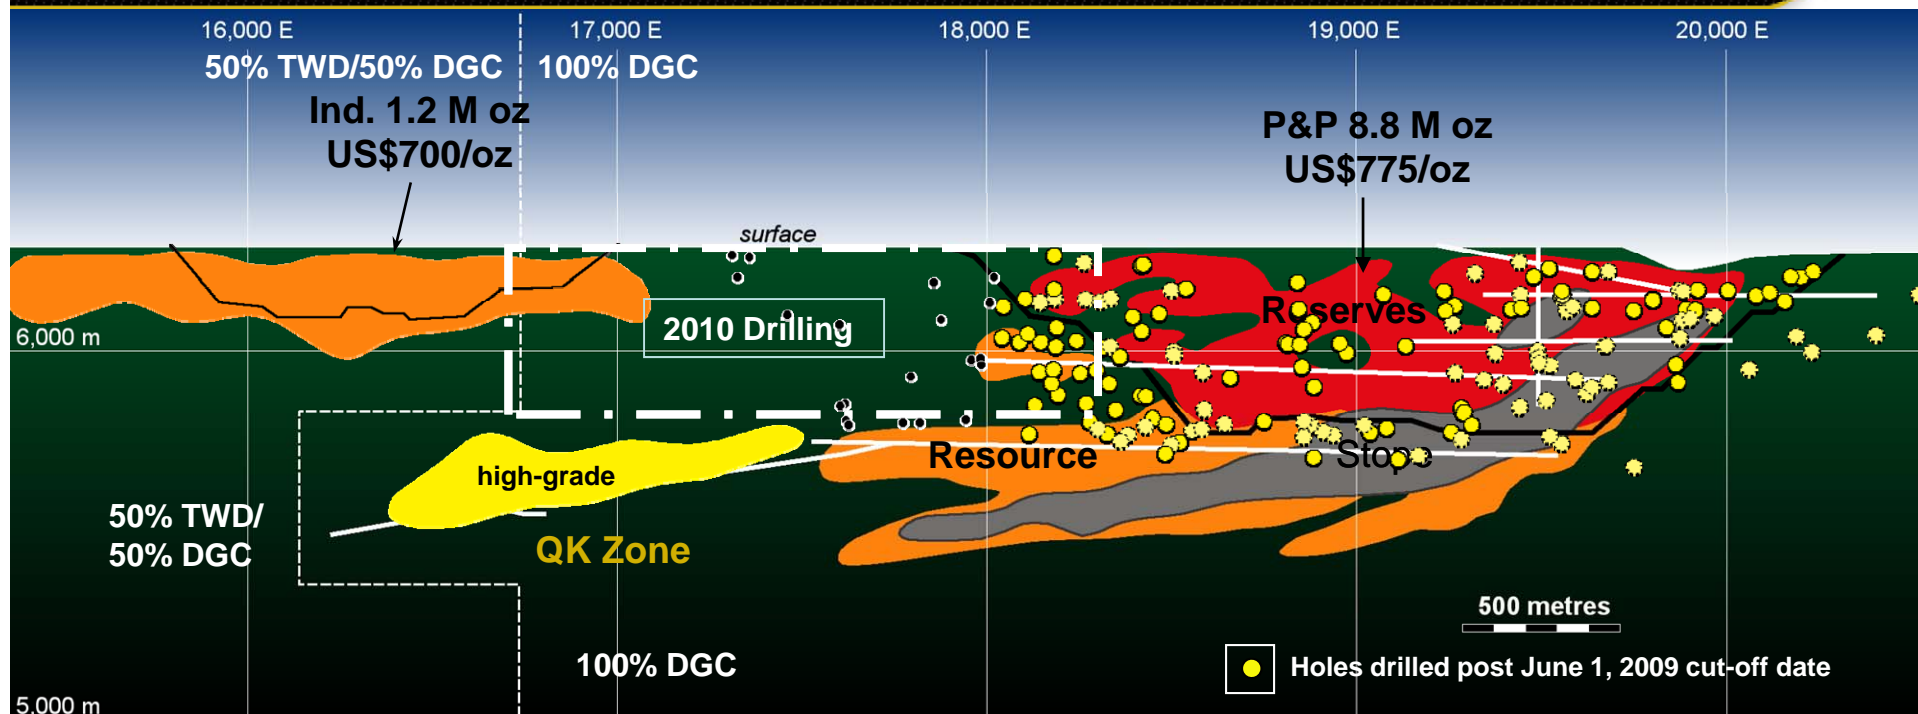 16,000 E
17,000 E
18,000 E
19,000 E
20,000 E
50% TWD/50% DGC
100% DGC
Ind. 1.2 M oz
US$700/oz
P&P 8.8 M oz
US$775/oz
surface
Reserves
2010 Drilling
6,000 m
Resource
Stope
high-grade
50% TWD/
50% DGC
QK Zone
500 metres
100% DGC
Holes drilled post June 1, 2009 cut-off date
5,000 m